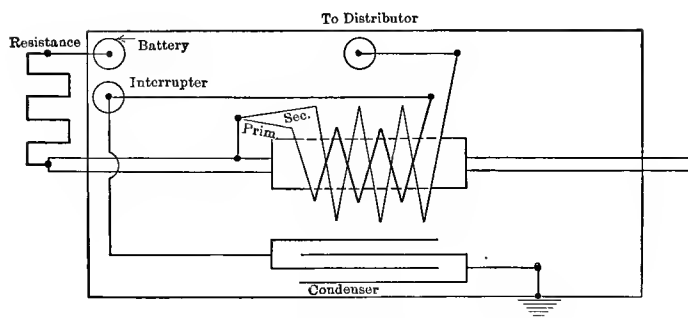 To Distributor
Resistance
Battery
Interrupter
Sec.
Prim.
Condenser